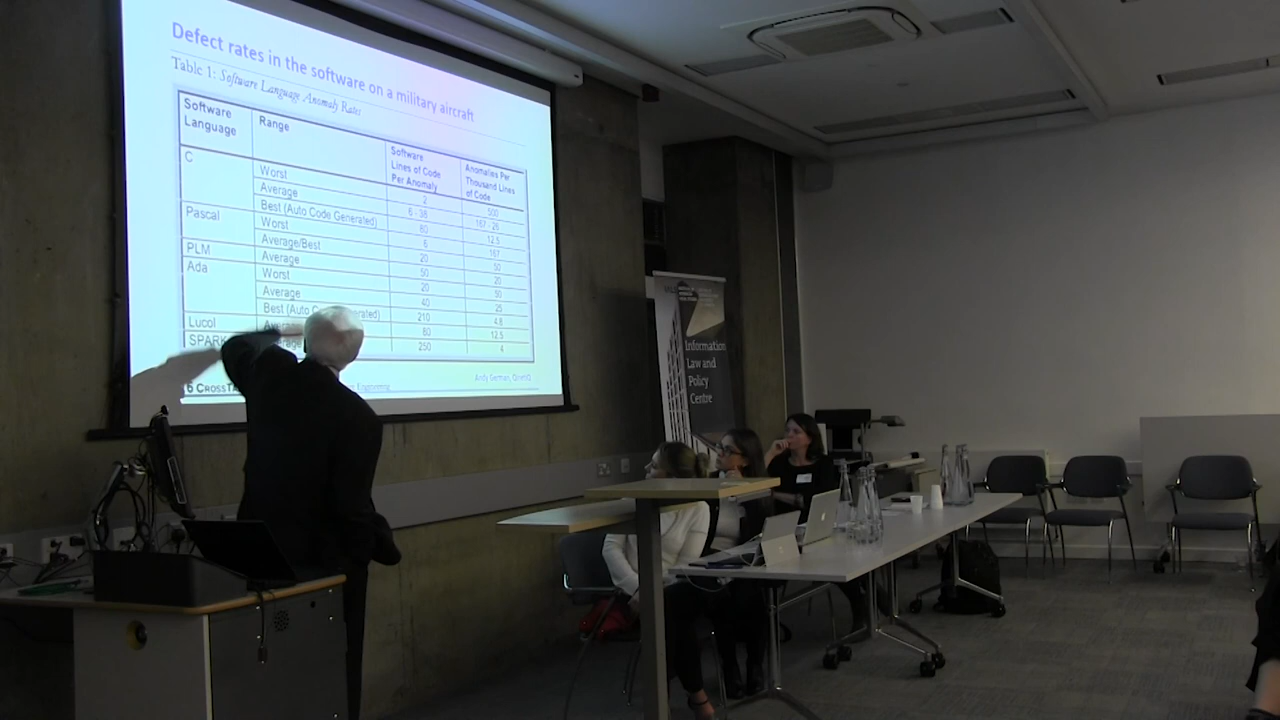 Defect rates in the software on a military aircraft
Table 1: Software Language Anomaly Rates
Software Language Range Software Lines of Code Per Anomaly Anomalies Per Thousand Lines of Code
C Worst 2 500
Average 6 - 38 167 - 26
Best (Auto Code Generated) 80 12.5
Pascal Worst 6 167
Average/Best 20 50
PLM Average 50 20
Ada Worst 20 50
Average 40 25
Best (Auto Generated) 210 4.8
Lucol 80 12.5
SPARK 250 4
6 CROSST
Andy German, QinetiQ
Information
Law and
Policy
Centre